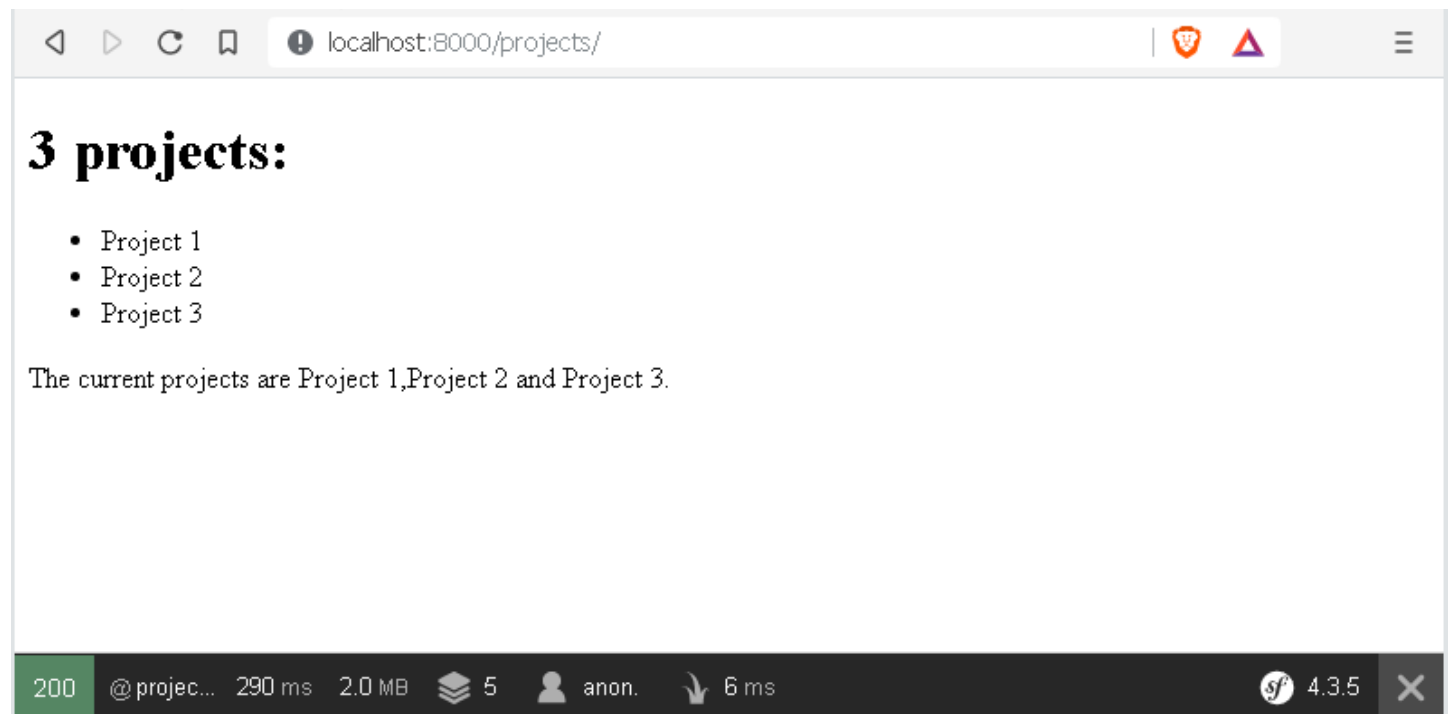 localhost:8000/projects/
3 projects:
Project 1
Project 2
Project 3
The current projects are Project 1,Project 2 and Project 3.
200 @ projec... 290 ms 2.0 MB 5 anon. 6 ms sf 4.3.5